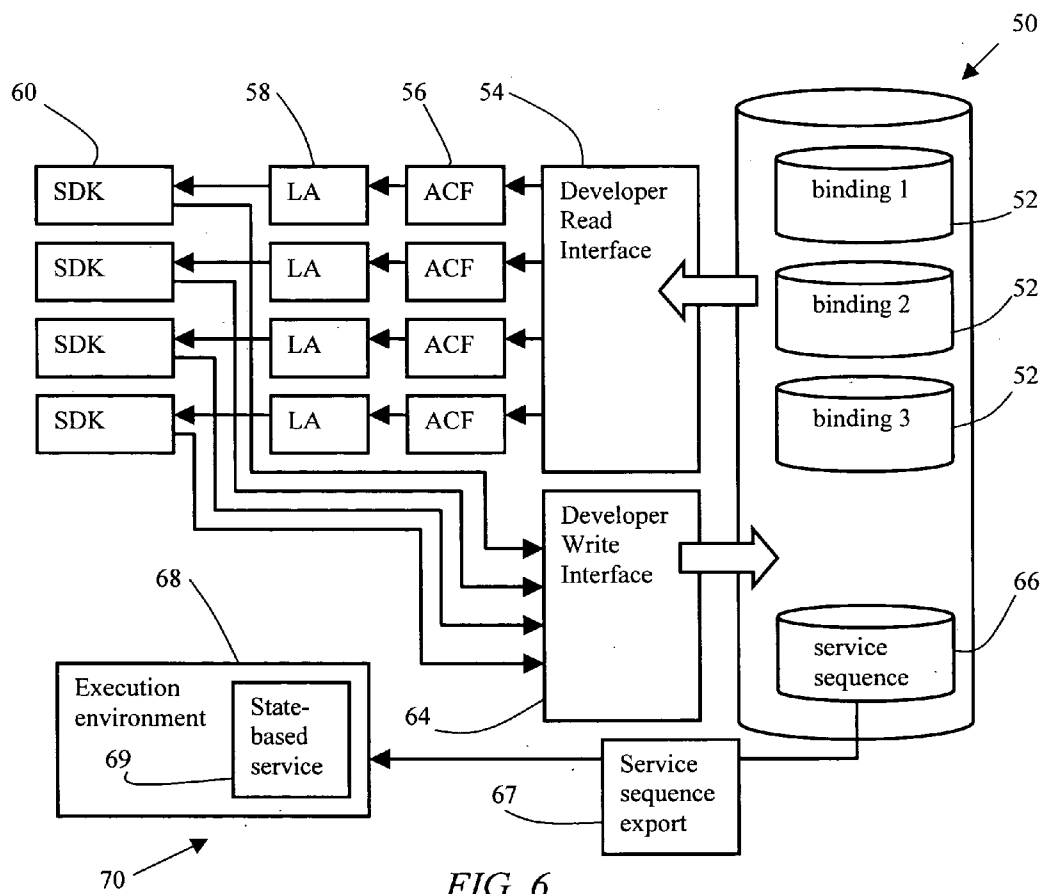 50
60
58
56
54
SDK
LA
ACF
Developer
Read
Interface
binding 1
52
SDK
LA
ACF
binding 2
52
SDK
LA
ACF
binding 3
52
SDK
LA
ACF
Developer
Write
Interface
68
66
service
sequence
Execution
environment
State-
based
service
64
69
67
Service
sequence
export
70
FIG. 6